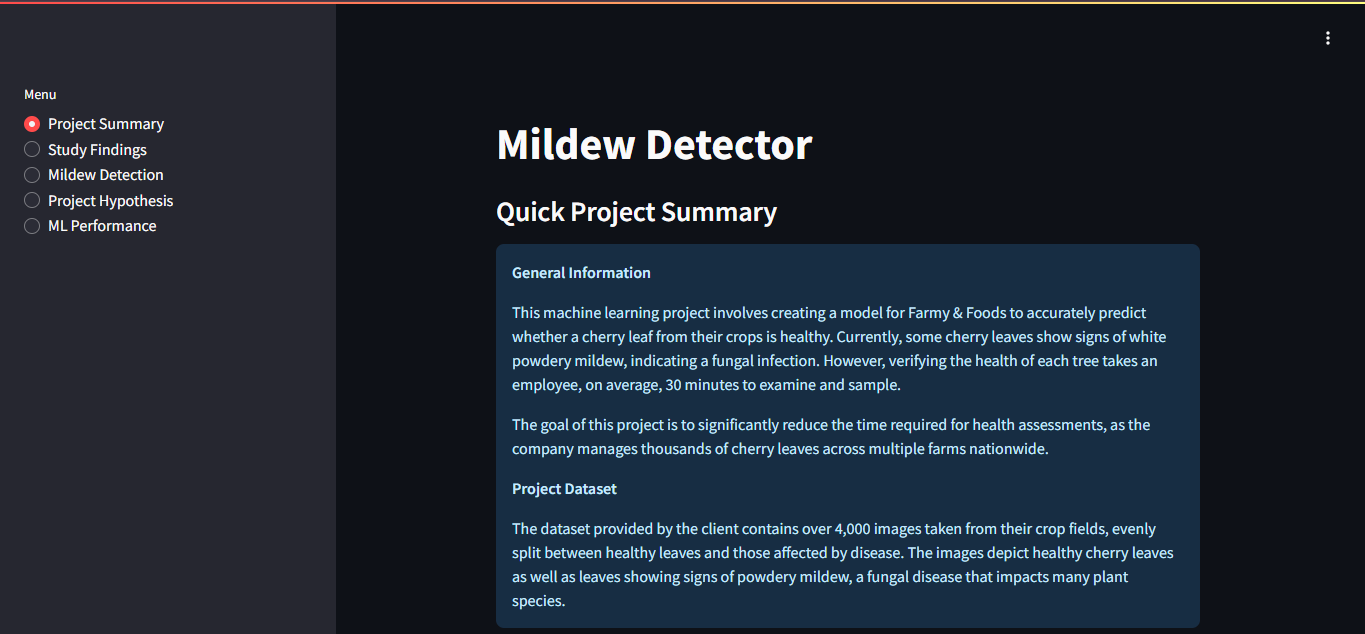 Menu
Project Summary
Study Findings
Mildew Detection
Project Hypothesis
ML Performance
Mildew Detector
Quick Project Summary
General Information
This machine learning project involves creating a model for Farmy & Foods to accurately predict
whether a cherry leaf from their crops is healthy. Currently, some cherry leaves show signs of white
powdery mildew, indicating a fungal infection. However, verifying the health of each tree takes an
employee, on average, 30 minutes to examine and sample.
The goal of this project is to significantly reduce the time required for health assessments, as the
company manages thousands of cherry leaves across multiple farms nationwide.
Project Dataset
The dataset provided by the client contains over 4,000 images taken from their crop fields, evenly
split between healthy leaves and those affected by disease. The images depict healthy cherry leaves
as well as leaves showing signs of powdery mildew, a fungal disease that impacts many plant
species.